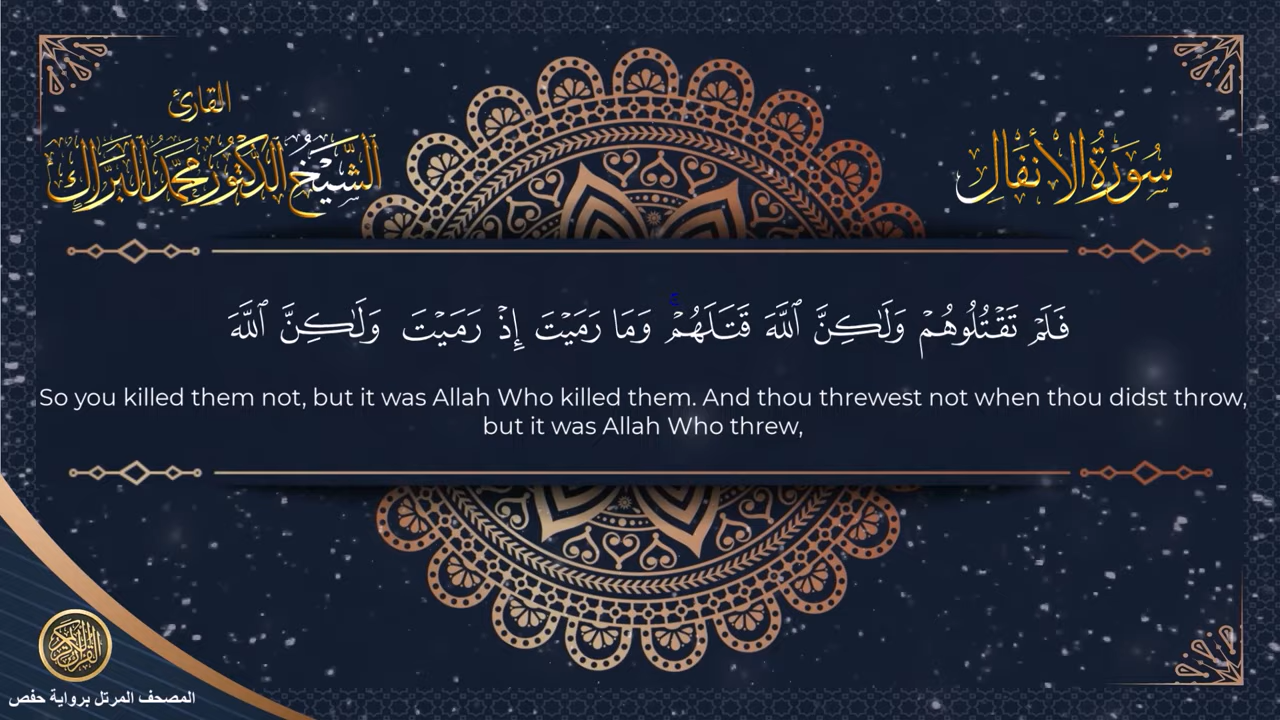 القارئ
الشيخ الدكتور محمد البراك
سورة الأنفال
فَلَمْ تَقْتُلُوهُمْ وَلَٰكِنَّ ٱللَّهَ قَتَلَهُمْ ۚ وَمَا رَمَيْتَ إِذْ رَمَيْتَ وَلَٰكِنَّ ٱللَّهَ
So you killed them not, but it was Allah Who killed them. And thou threwest not when thou didst throw,
but it was Allah Who threw,
القرآن الكريم
المصحف المرتل برواية حفص